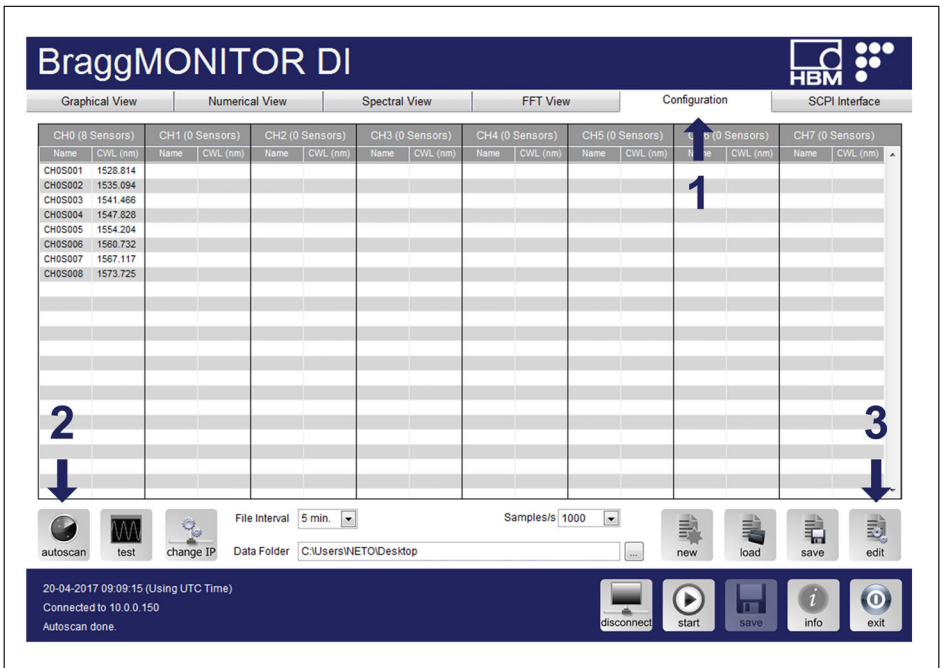 BraggMONITOR DI
HBM
Graphical View Numerical View Spectral View FFT View Configuration SCPI Interface
CH0 (8 Sensors) CH1 (0 Sensors) CH2 (0 Sensors) CH3 (0 Sensors) CH4 (0 Sensors) CH5 (0 Sensors) (0 Sensors) CH7 (0 Sensors)
Name CWL (nm) Name CWL (nm) Name CWL (nm) Name CWL (nm) Name CWL (nm) Name CWL (nm) CWL (nm) Name CWL (nm)
1
CH0S001 1528.814
CH0S002 1535.094
CH0S003 1541.466
CH0S004 1547.828
CH0S005 1554.204
CH0S006 1560.732
CH0S007 1567.117
CH0S008 1573.725
2 3
File Interval 5 min. Samples/s 1000
autoscan test change IP Data Folder C:\Users\NETO\Desktop ... new load save edit
20-04-2017 09:09:15 (Using UTC Time)
Connected to 10.0.0.150
Autoscan done.
disconnect start save i info exit